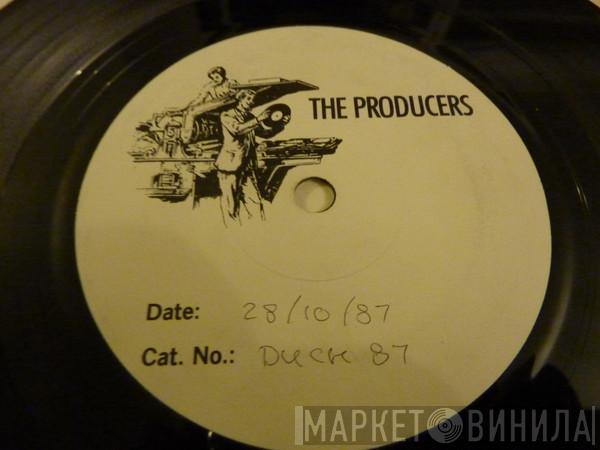 THE PRODUCERS
Date: 28/10/87
Cat. No.: DUCK 87
МАРКЕТ ВИНИЛА